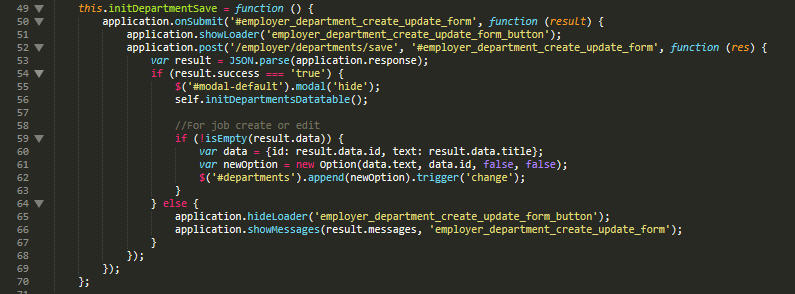 49 this.initDepartmentSave = function () {
50 application.onSubmit('#employer_department_create_update_form', function (result) {
51 application.showLoader('employer_department_create_update_form_button');
52 application.post('/employer/departments/save', '#employer_department_create_update_form', function (res) {
53 var result = JSON.parse(application.response);
54 if (result.success === 'true') {
55 $('#modal-default').modal('hide');
56 self.initDepartmentsDatatable();
57
58 //For job create or edit
59 if (!isEmpty(result.data)) {
60 var data = {id: result.data.id, text: result.data.title};
61 var newOption = new Option(data.text, data.id, false, false);
62 $('#departments').append(newOption).trigger('change');
63 }
64 } else {
65 application.hideLoader('employer_department_create_update_form_button');
66 application.showMessages(result.messages, 'employer_department_create_update_form');
67 }
68 });
69 });
70 };
71